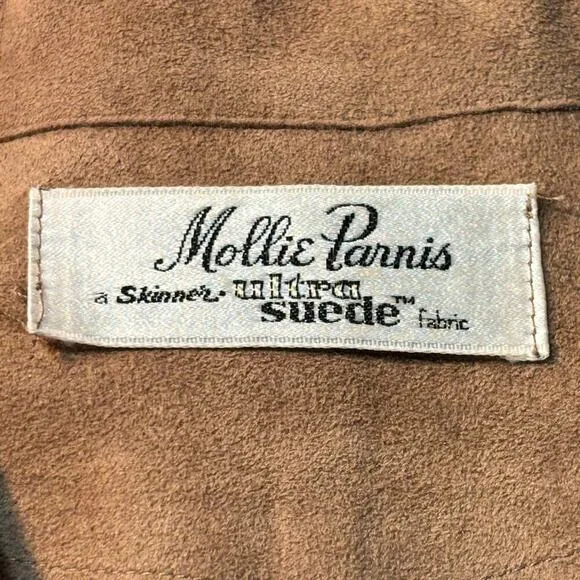 Mollie Parnis
a Skinner ultra
suede™ fabric